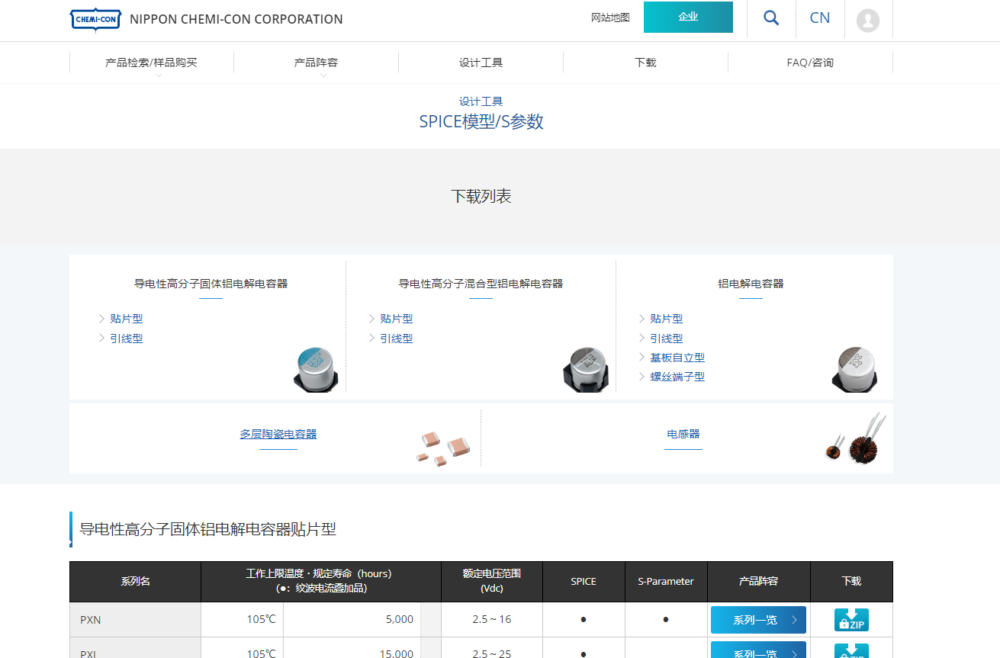 CHEMI-CON NIPPON CHEMI-CON CORPORATION 网站地图 企业 CN
产品检索/样品购买 产品阵容 设计工具 下载 FAQ/咨询
设计工具
SPICE模型/S参数
下载列表
导电性高分子固体铝电解电容器
贴片型
引线型
导电性高分子混合型铝电解电容器
贴片型
引线型
铝电解电容器
贴片型
引线型
基板自立型
螺丝端子型
多层陶瓷电容器
电感器
导电性高分子固体铝电解电容器贴片型
系列名 工作上限温度・规定寿命（hours） 额定电压范围 SPICE S-Parameter 产品阵容 下载
（●：纹波电流叠加品） (Vdc)
PXN 105℃ 5,000 2.5 ~ 16 ● ● 系列一览 ZIP
PXJ 105℃ 15,000 2.5 ~ 25 ● 系列一览